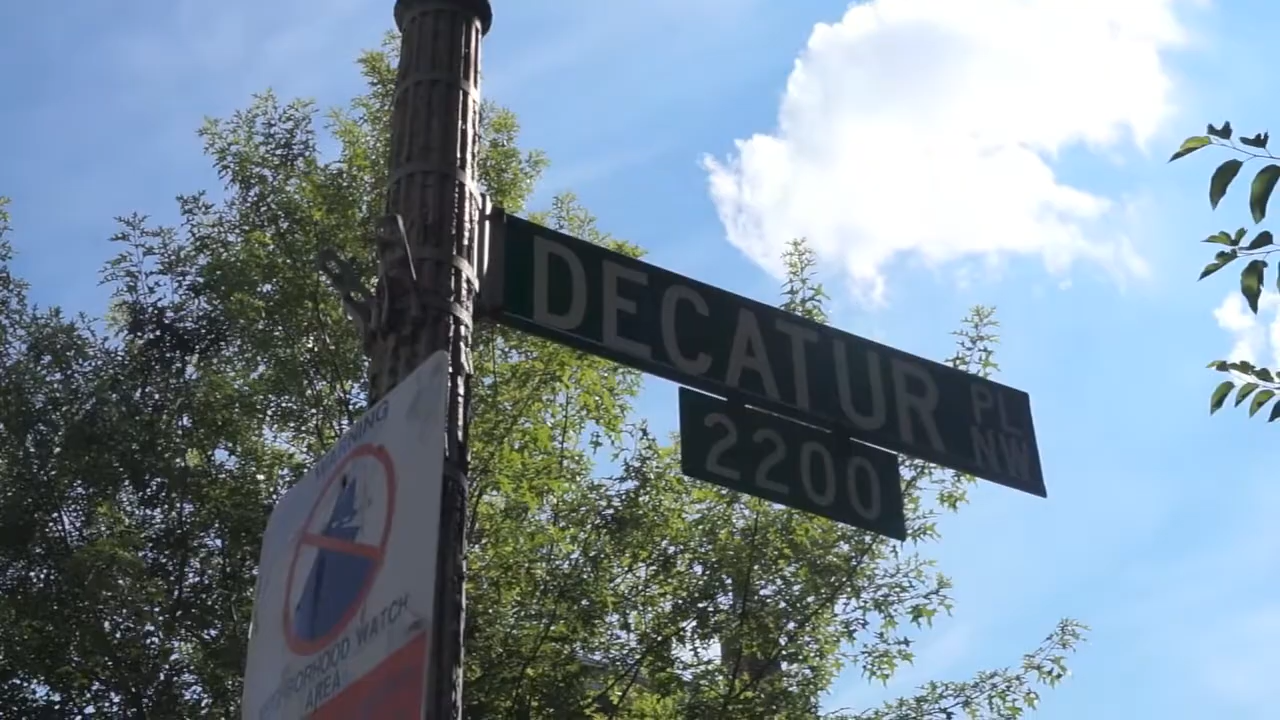 DECATUR PL NW
2200
WARNING
NEIGHBORHOOD WATCH
AREA